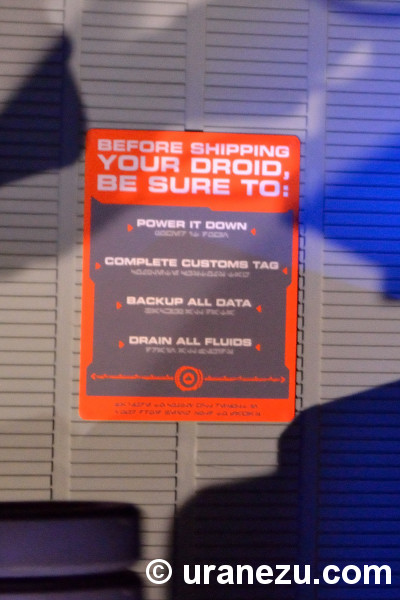 BEFORE SHIPPING
YOUR DROID,
BE SURE TO:
POWER IT DOWN
COMPLETE CUSTOMS TAG
BACKUP ALL DATA
DRAIN ALL FLUIDS
© uranezu.com